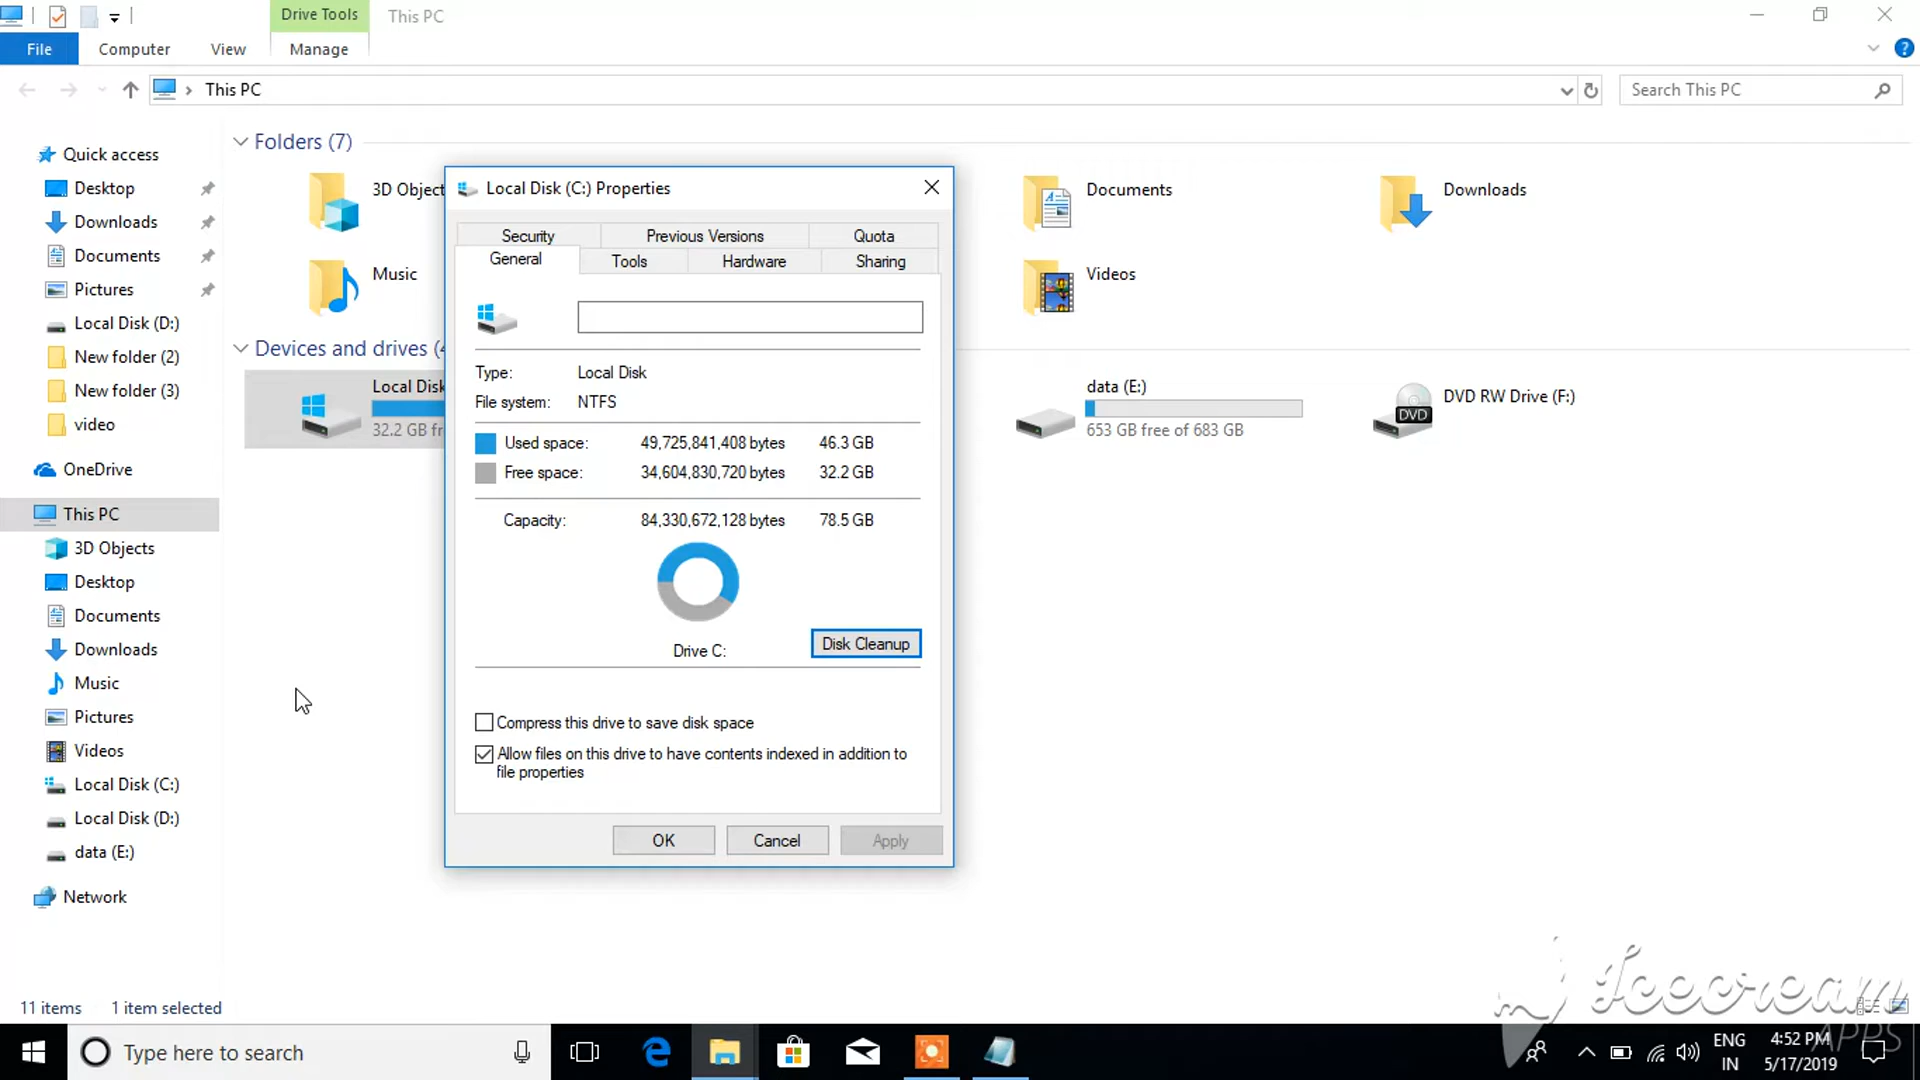 Drive Tools
This PC
File
Computer
View
Manage
This PC
Search This PC
Quick access
Desktop
Downloads
Documents
Pictures
Local Disk (D:)
New folder (2)
New folder (3)
video
OneDrive
This PC
3D Objects
Desktop
Documents
Downloads
Music
Pictures
Videos
Local Disk (C:)
Local Disk (D:)
data (E:)
Network
Folders (7)
3D Object
Documents
Downloads
Music
Videos
Devices and drives (4
Local Disk
32.2 GB fr
data (E:)
653 GB free of 683 GB
DVD RW Drive (F:)
DVD
Local Disk (C:) Properties
Security
Previous Versions
Quota
General
Tools
Hardware
Sharing
Type: Local Disk
File system: NTFS
Used space: 49,725,841,408 bytes 46.3 GB
Free space: 34,604,830,720 bytes 32.2 GB
Capacity: 84,330,672,128 bytes 78.5 GB
Drive C:
Disk Cleanup
Compress this drive to save disk space
Allow files on this drive to have contents indexed in addition to
file properties
OK
Cancel
Apply
11 items
1 item selected
Icecream
APPS
Type here to search
ENG
IN
4:52 PM
5/17/2019